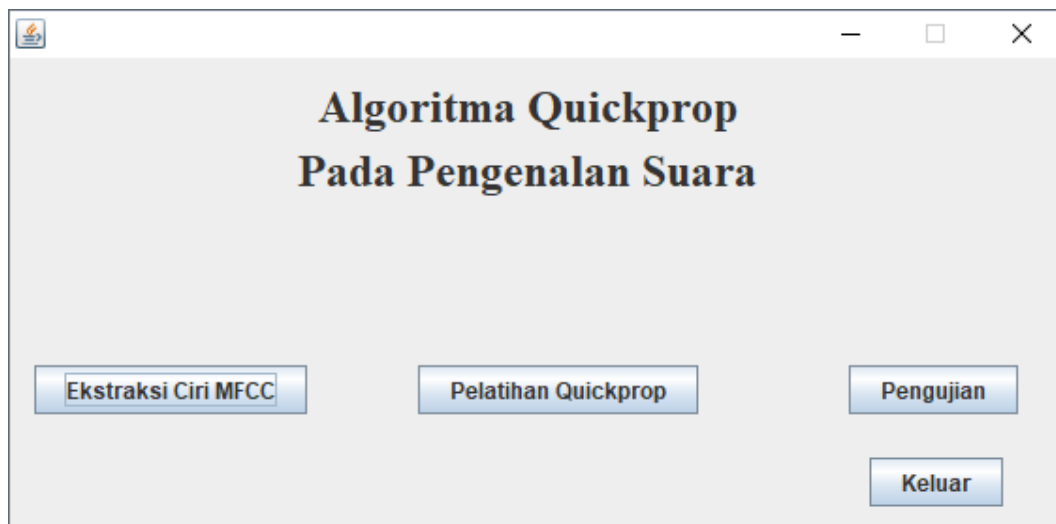 Algoritma Quickprop
Pada Pengenalan Suara
Ekstraksi Ciri MFCC
Pelatihan Quickprop
Pengujian
Keluar